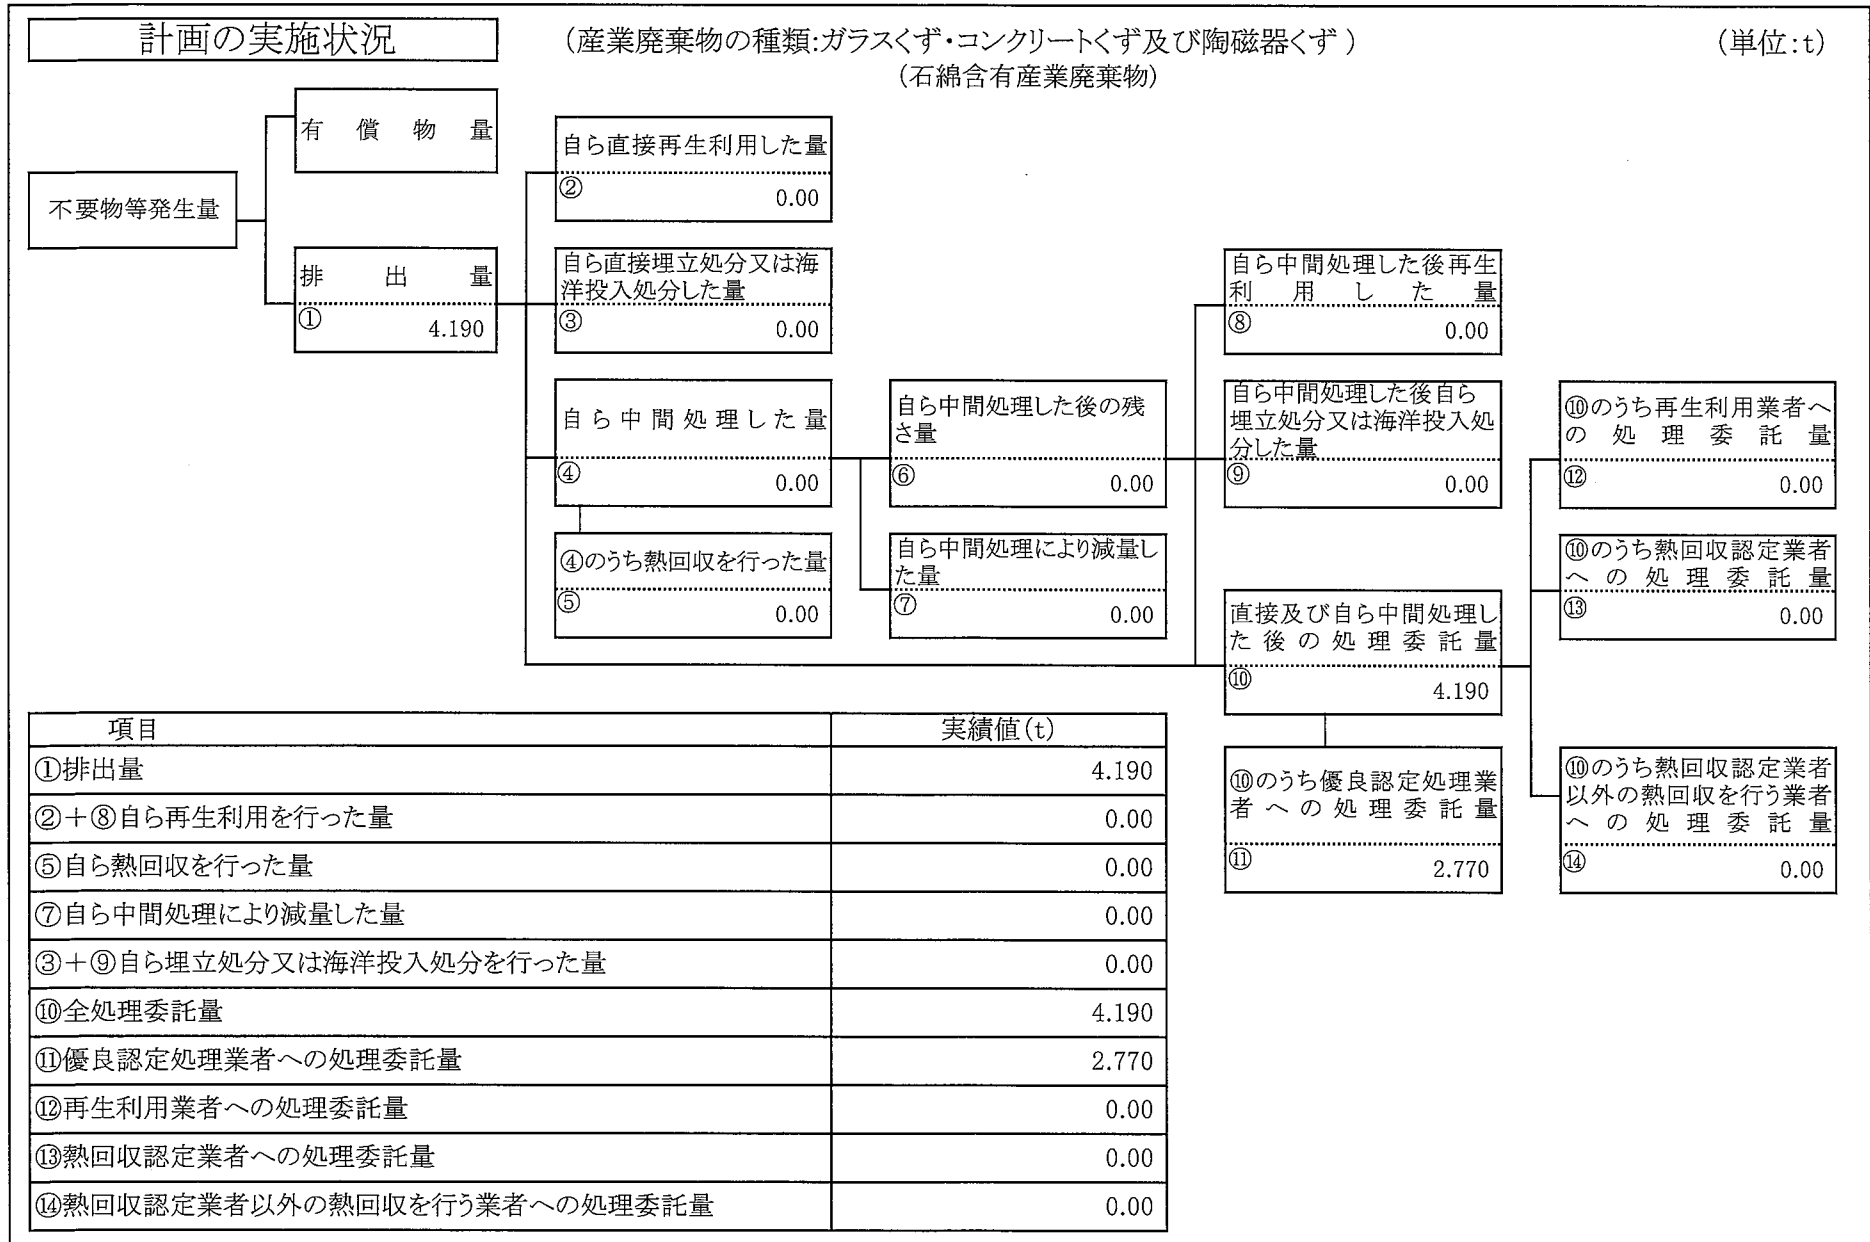 計画の実施状況
(産業廃棄物の種類:ガラスくず・コンクリートくず及び陶磁器くず)
(単位:t)
(石綿含有産業廃棄物)
有償物量
不要物等発生量
排出量
① 4.190
自ら直接再生利用した量
② 0.00
自ら直接埋立処分又は海
洋投入処分した量
③ 0.00
自ら中間処理した量
④ 0.00
④のうち熱回収を行った量
⑤ 0.00
自ら中間処理した後の残
さ量
⑥ 0.00
自ら中間処理により減量し
た量
⑦ 0.00
自ら中間処理した後再生
利用した量
⑧ 0.00
自ら中間処理した後自ら
埋立処分又は海洋投入処
分した量
⑨ 0.00
直接及び自ら中間処理し
た後の処理委託量
⑩ 4.190
⑩のうち優良認定処理業
者への処理委託量
⑪ 2.770
⑩のうち再生利用業者へ
の処理委託量
⑫ 0.00
⑩のうち熱回収認定業者
への処理委託量
⑬ 0.00
⑩のうち熱回収認定業者
以外の熱回収を行う業者
への処理委託量
⑭ 0.00
項目 実績値(t)
①排出量 4.190
②+⑧自ら再生利用を行った量 0.00
⑤自ら熱回収を行った量 0.00
⑦自ら中間処理により減量した量 0.00
③+⑨自ら埋立処分又は海洋投入処分を行った量 0.00
⑩全処理委託量 4.190
⑪優良認定処理業者への処理委託量 2.770
⑫再生利用業者への処理委託量 0.00
⑬熱回収認定業者への処理委託量 0.00
⑭熱回収認定業者以外の熱回収を行う業者への処理委託量 0.00